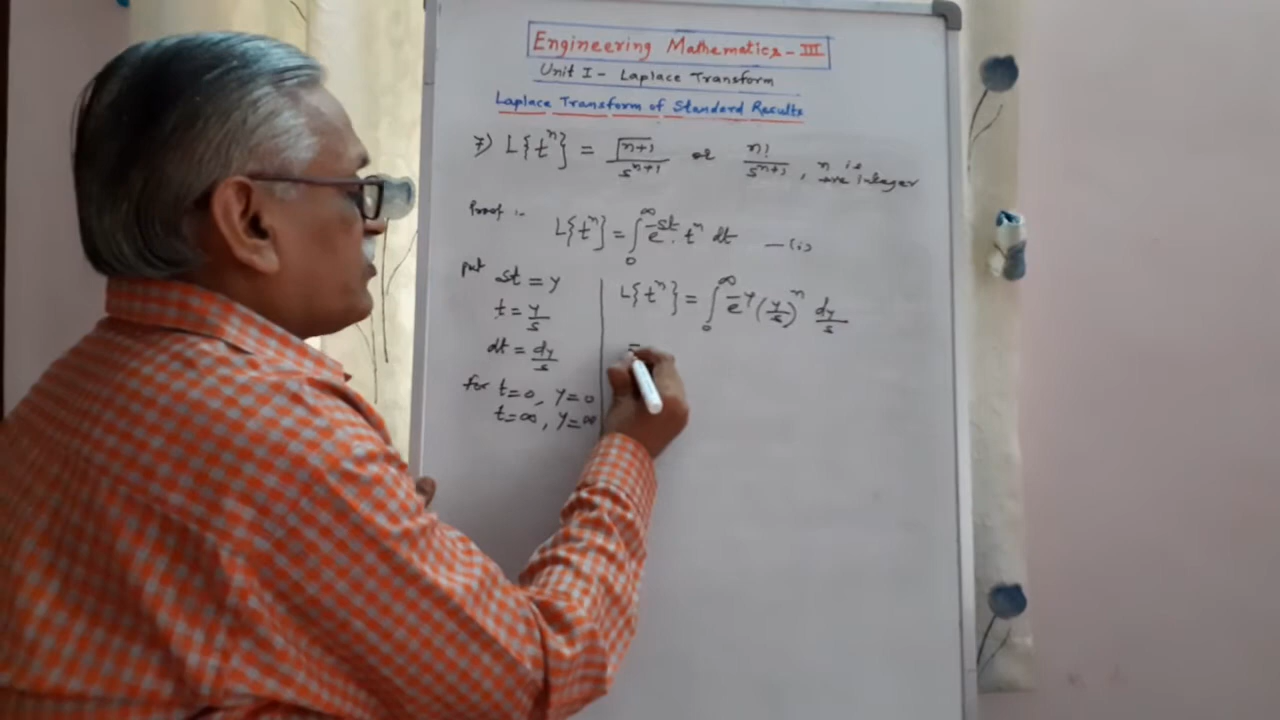 Engineering Mathematics - III
Unit I - Laplace Transform
Laplace Transform of Standard Results
7) L{tⁿ} = Γ(n+1)/sⁿ⁺¹ or n!/sⁿ⁺¹, n is +ve integer
Proof :- L{tⁿ} = ∫₀^∞ e^-st . tⁿ dt — (i)
put st = y
t = y/s
dt = dy/s
for t=0, y=0
t=∞, y=∞
L{tⁿ} = ∫₀^∞ e^-y (y/s)ⁿ dy/s
=